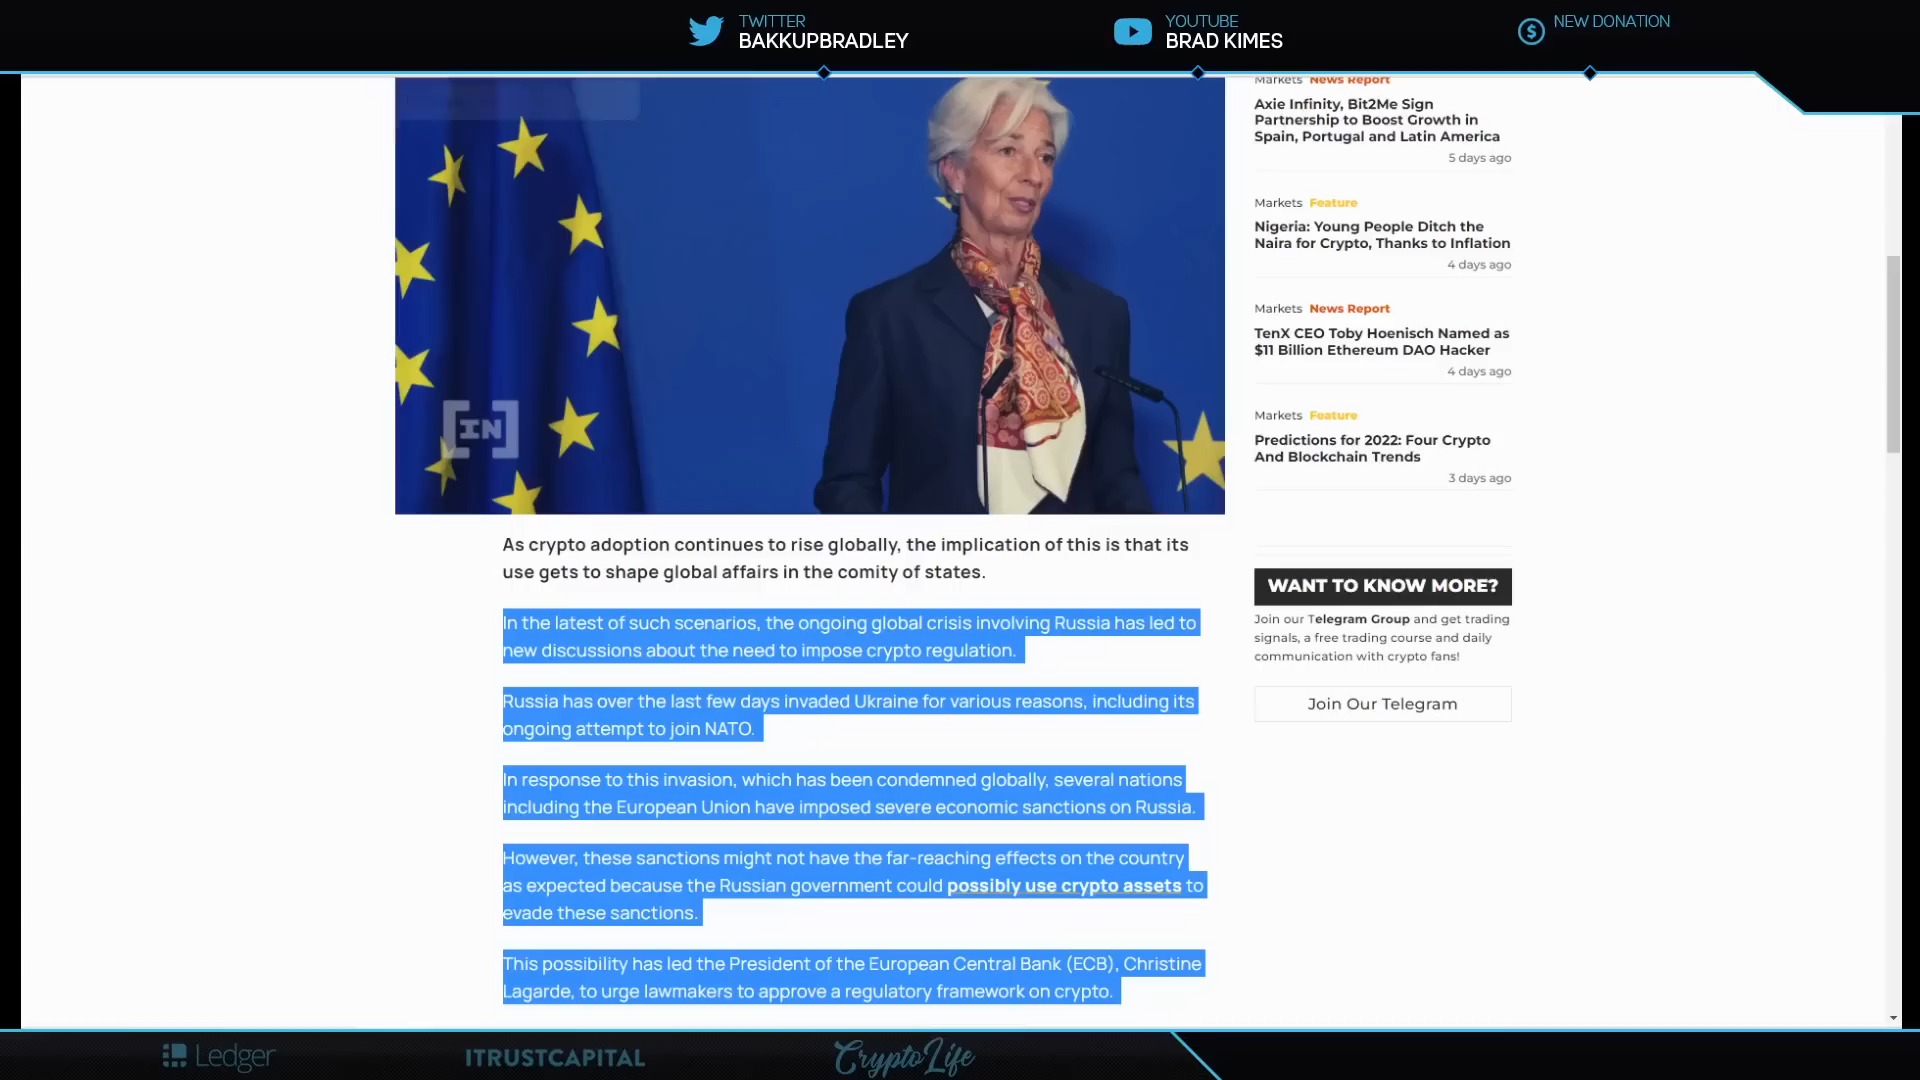 TWITTER
BAKKUPBRADLEY
YOUTUBE
BRAD KIMES
NEW DONATION
Markets News Report
Axie Infinity, Bit2Me Sign
Partnership to Boost Growth in
Spain, Portugal and Latin America
5 days ago
Markets Feature
Nigeria: Young People Ditch the
Naira for Crypto, Thanks to Inflation
4 days ago
Markets News Report
TenX CEO Toby Hoenisch Named as
$11 Billion Ethereum DAO Hacker
4 days ago
Markets Feature
Predictions for 2022: Four Crypto
And Blockchain Trends
3 days ago
WANT TO KNOW MORE?
Join our Telegram Group and get trading
signals, a free trading course and daily
communication with crypto fans!
Join Our Telegram
IN
As crypto adoption continues to rise globally, the implication of this is that its
use gets to shape global affairs in the comity of states.
In the latest of such scenarios, the ongoing global crisis involving Russia has led to
new discussions about the need to impose crypto regulation.
Russia has over the last few days invaded Ukraine for various reasons, including its
ongoing attempt to join NATO.
In response to this invasion, which has been condemned globally, several nations
including the European Union have imposed severe economic sanctions on Russia.
However, these sanctions might not have the far-reaching effects on the country
as expected because the Russian government could possibly use crypto assets to
evade these sanctions.
This possibility has led the President of the European Central Bank (ECB), Christine
Lagarde, to urge lawmakers to approve a regulatory framework on crypto.
Ledger
ITRUSTCAPITAL
CryptoLife